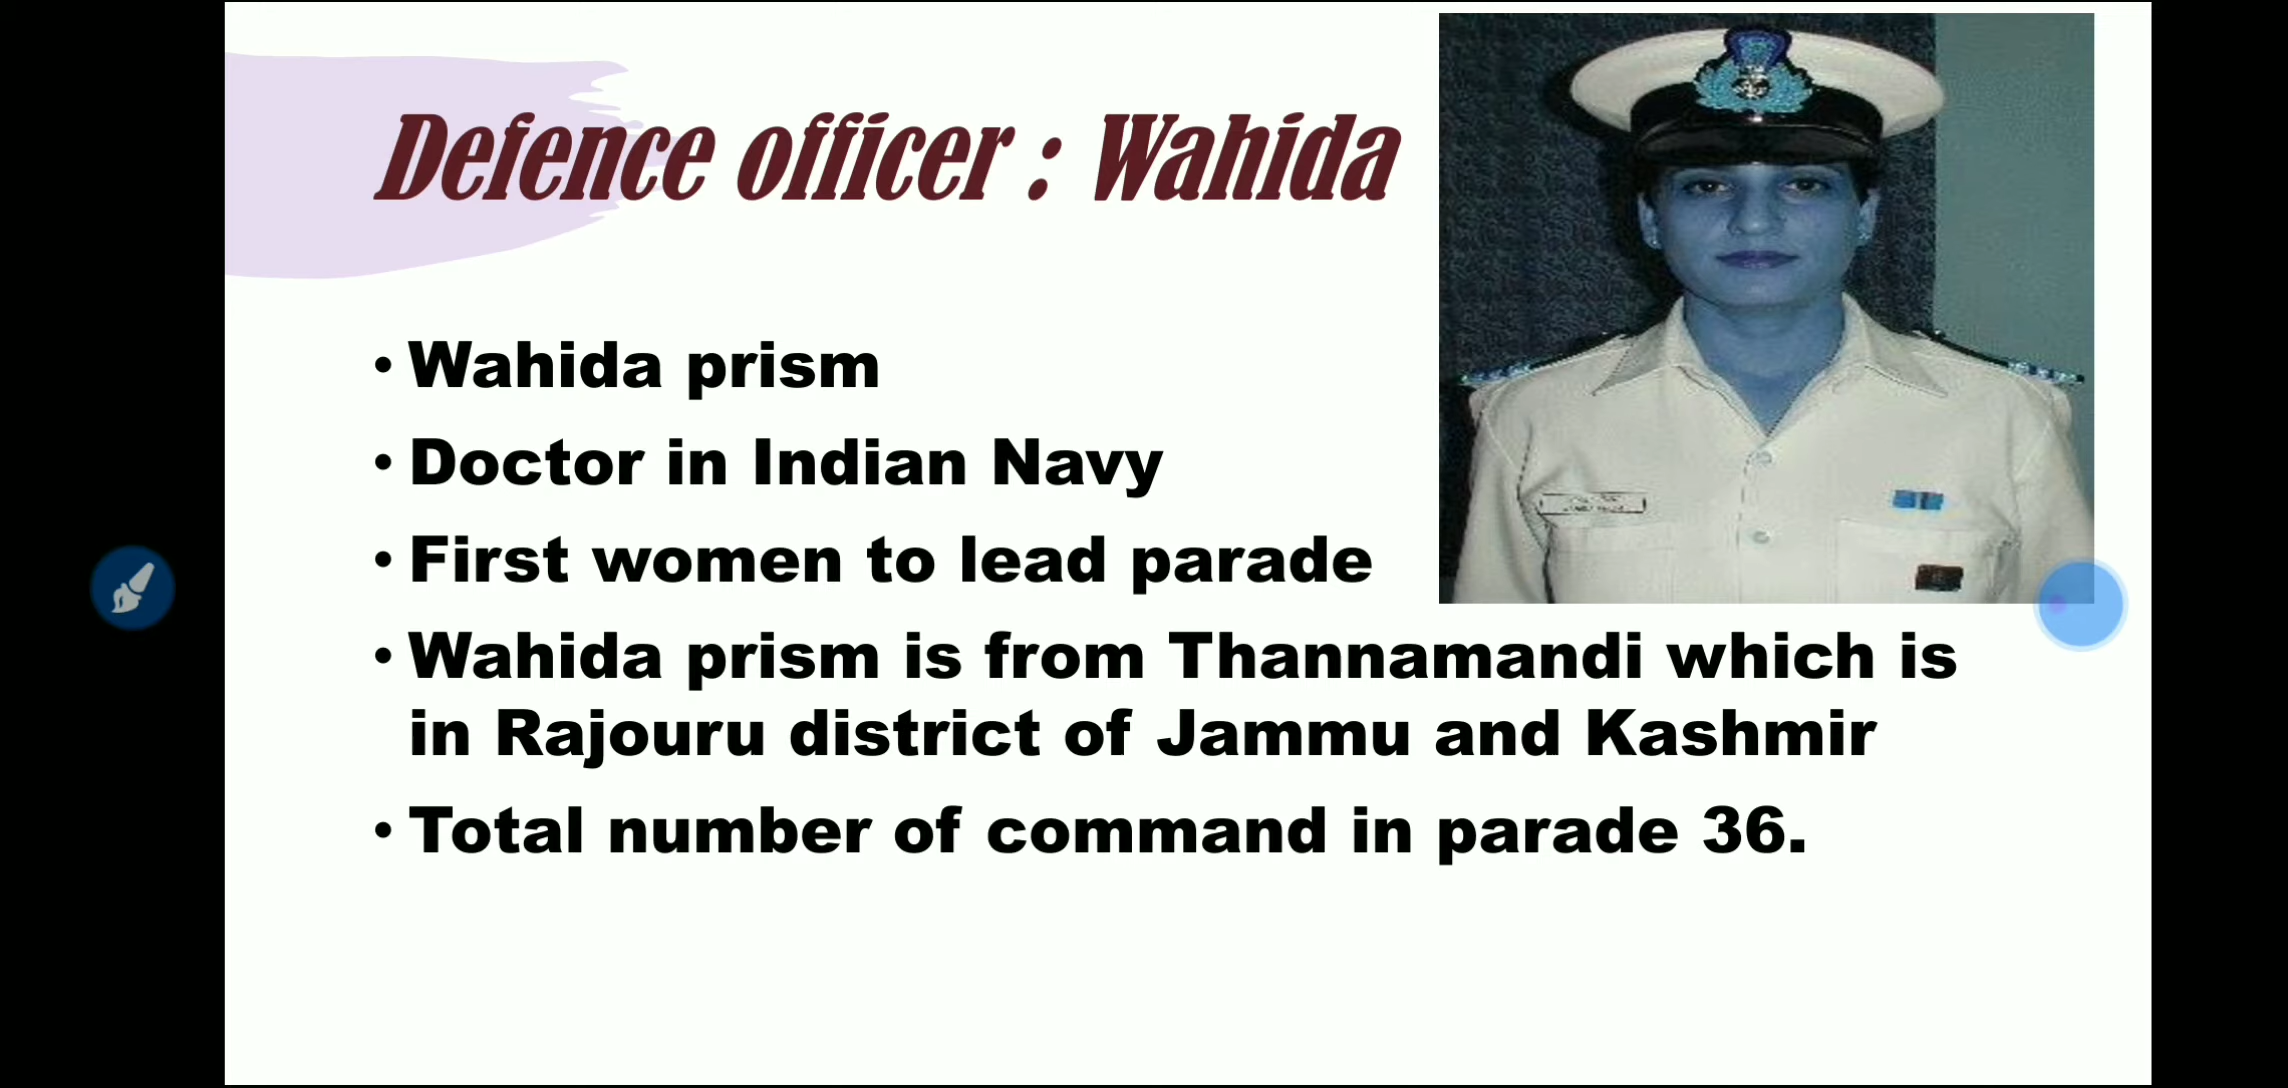 Defence officer : Wahida
• Wahida prism
• Doctor in Indian Navy
• First women to lead parade
• Wahida prism is from Thannamandi which is
in Rajouru district of Jammu and Kashmir
• Total number of command in parade 36.